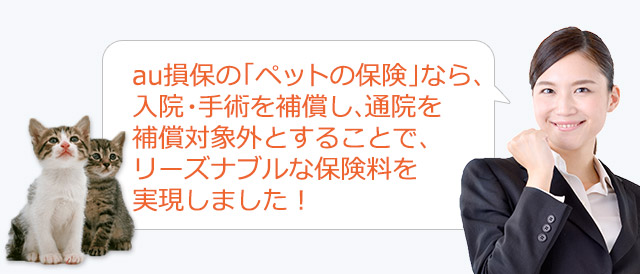 au損保の「ペットの保険」なら、
入院・手術を補償し、通院を
補償対象外とすることで、
リーズナブルな保険料を
実現しました！